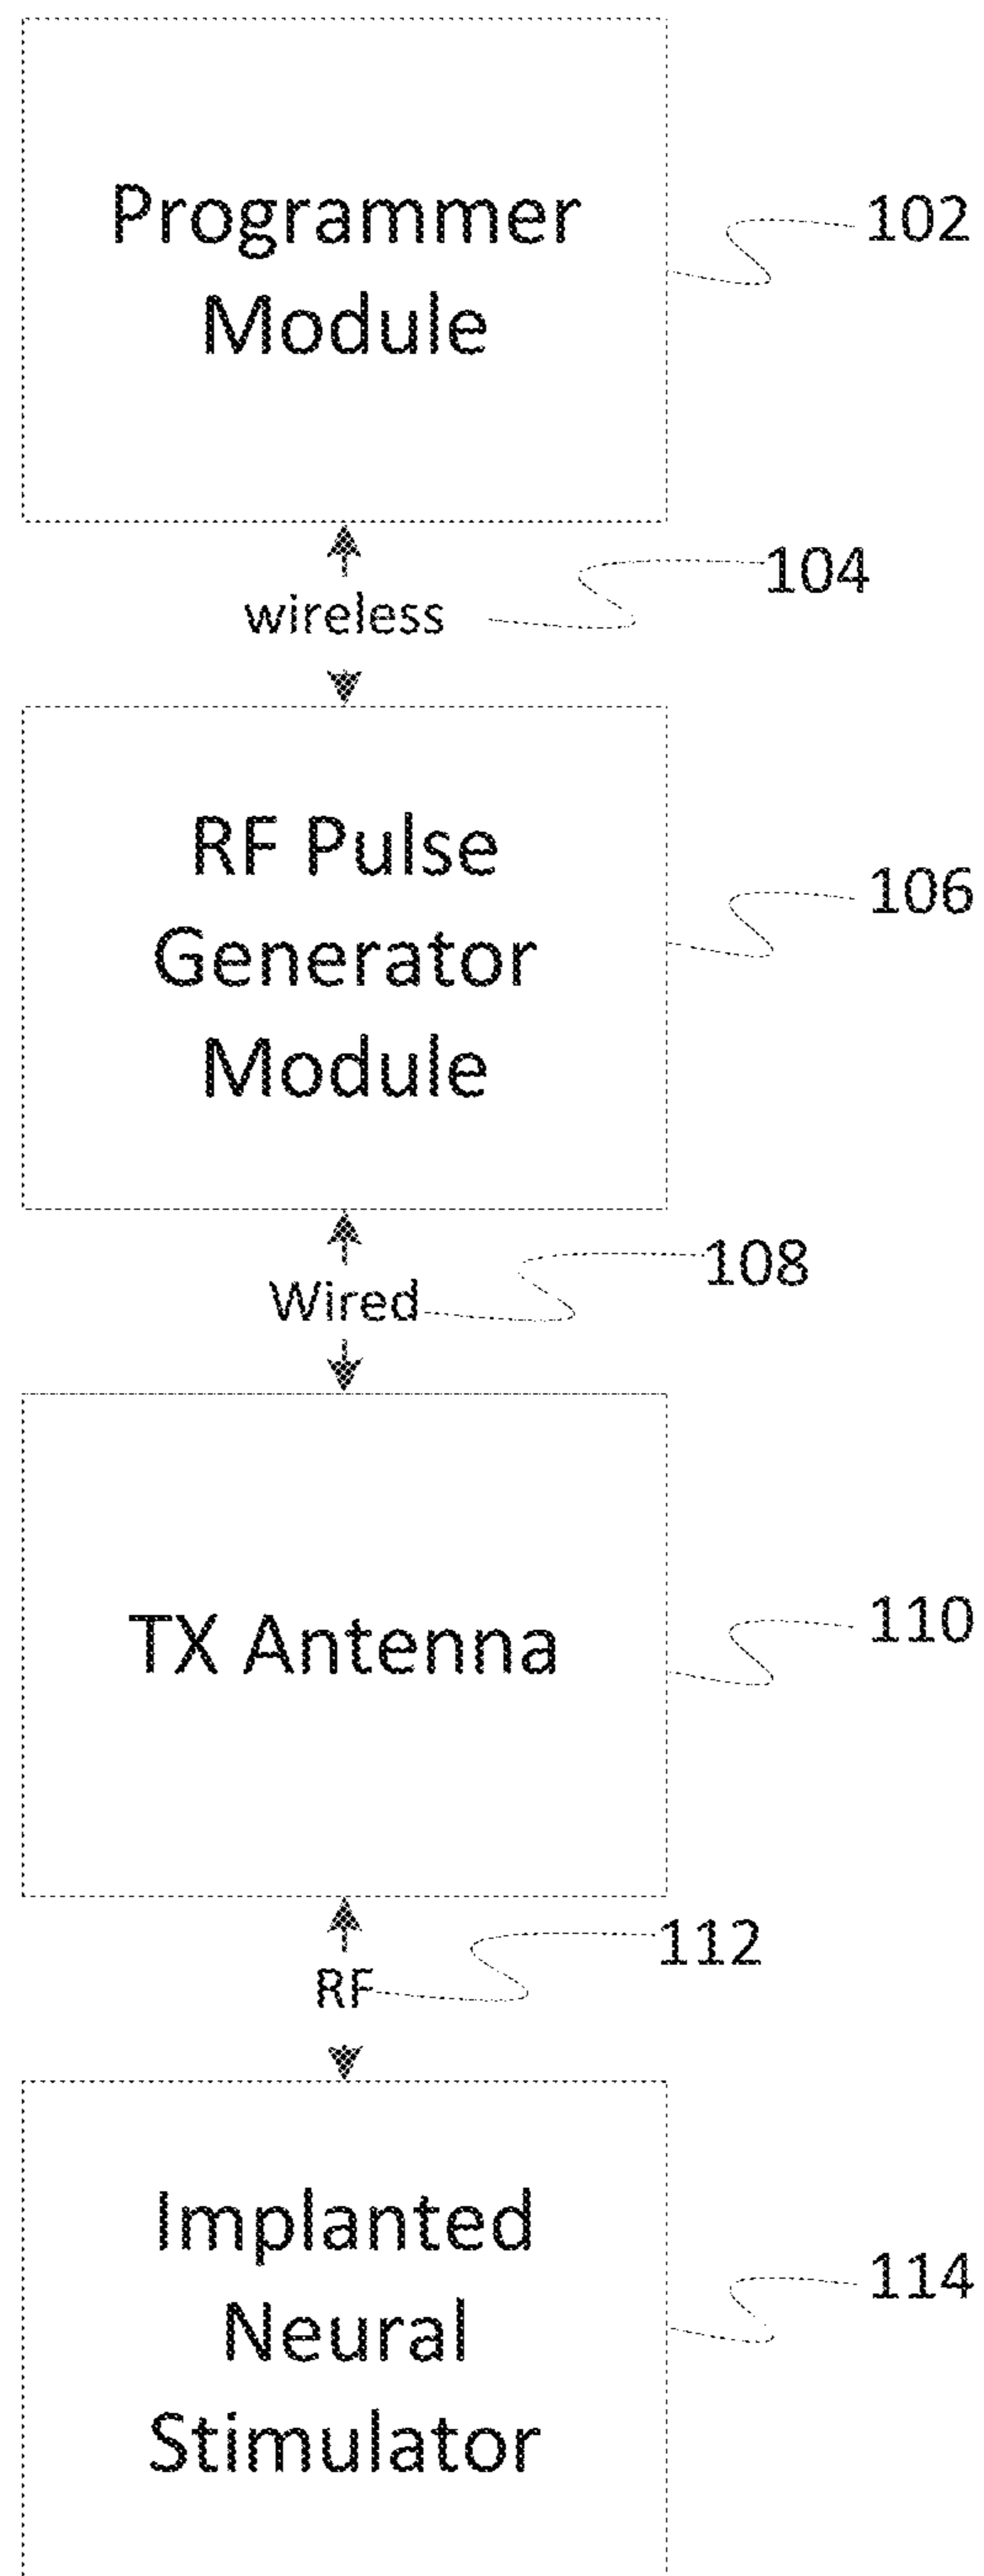 Programmer
Module
102
104
wireless
RF Pulse
Generator
Module
106
108
Wired
TX Antenna
110
112
RF
Implanted
Neural
Stimulator
114